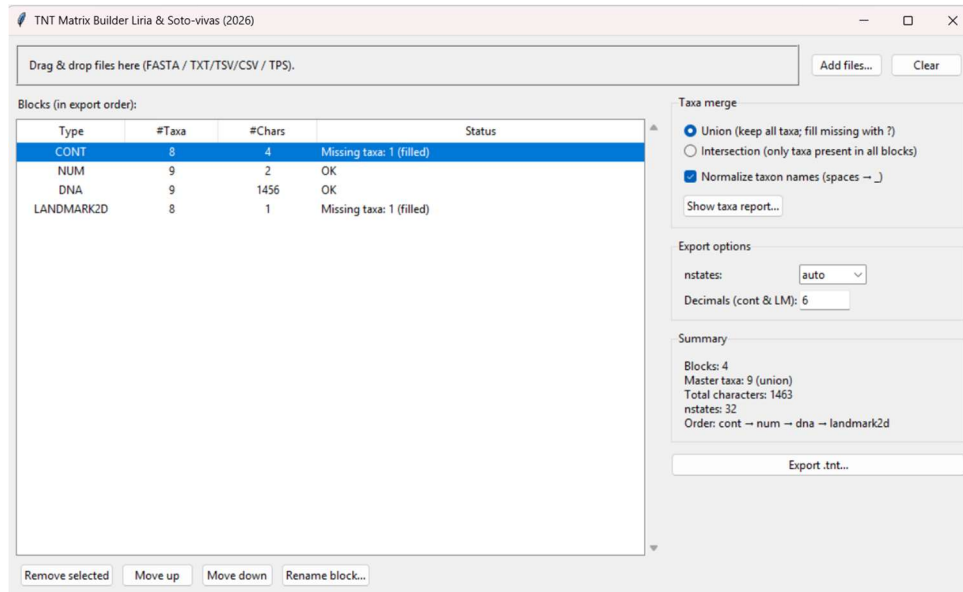 TNT Matrix Builder Liria & Soto-vivas (2026)
Drag & drop files here (FASTA / TXT/TSV/CSV / TPS).
Add files...
Clear
Blocks (in export order):
Type #Taxa #Chars Status
CONT 8 4 Missing taxa: 1 (filled)
NUM 9 2 OK
DNA 9 1456 OK
LANDMARK2D 8 1 Missing taxa: 1 (filled)
Remove selected
Move up
Move down
Rename block...
Taxa merge
Union (keep all taxa; fill missing with ?)
Intersection (only taxa present in all blocks)
Normalize taxon names (spaces → _)
Show taxa report...
Export options
nstates: auto
Decimals (cont & LM): 6
Summary
Blocks: 4
Master taxa: 9 (union)
Total characters: 1463
nstates: 32
Order: cont → num → dna → landmark2d
Export .tnt...